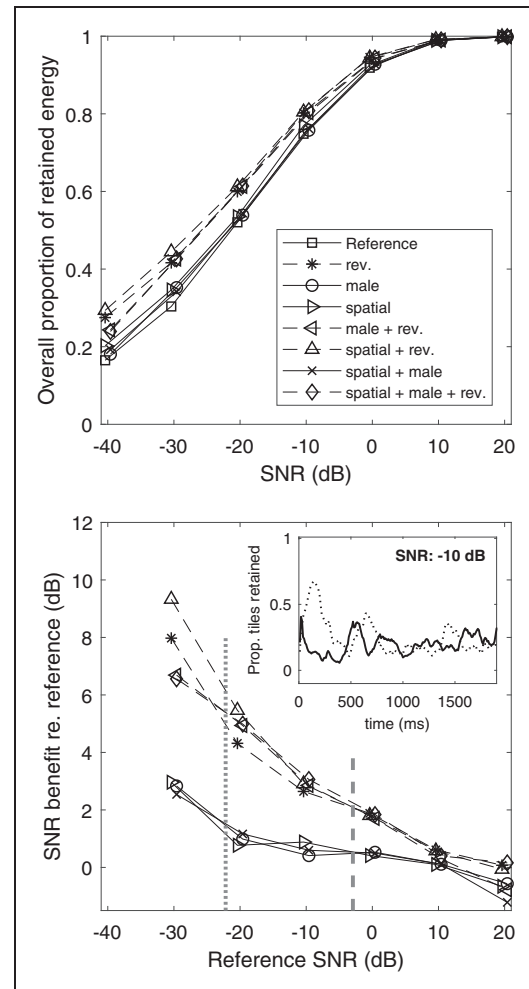 Overall proportion of retained energy
1
0.8
0.6
0.4
0.2
0
Reference
rev.
male
spatial
male + rev.
spatial + rev.
spatial + male
spatial + male + rev.
-40 -30 -20 -10 0 10 20
SNR (dB)
SNR benefit re. reference (dB)
12
10
8
6
4
2
0
Prop. tiles retained
1
0.5
0
SNR: -10 dB
0 500 1000 1500
time (ms)
-40 -30 -20 -10 0 10 20
Reference SNR (dB)